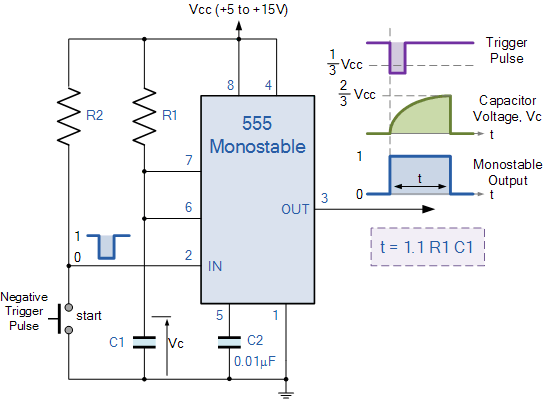 Vcc (+5 to +15V)
8
4
R2
R1
555
Monostable
7
6
OUT
3
2
IN
1
0
Negative
Trigger
Pulse
start
C1
Vc
5
1
C2
0.01µF
1/3 Vcc
Trigger
Pulse
2/3 Vcc
Capacitor
Voltage, Vc
t
1
0
t
Monostable
Output
t
t = 1.1 R1 C1